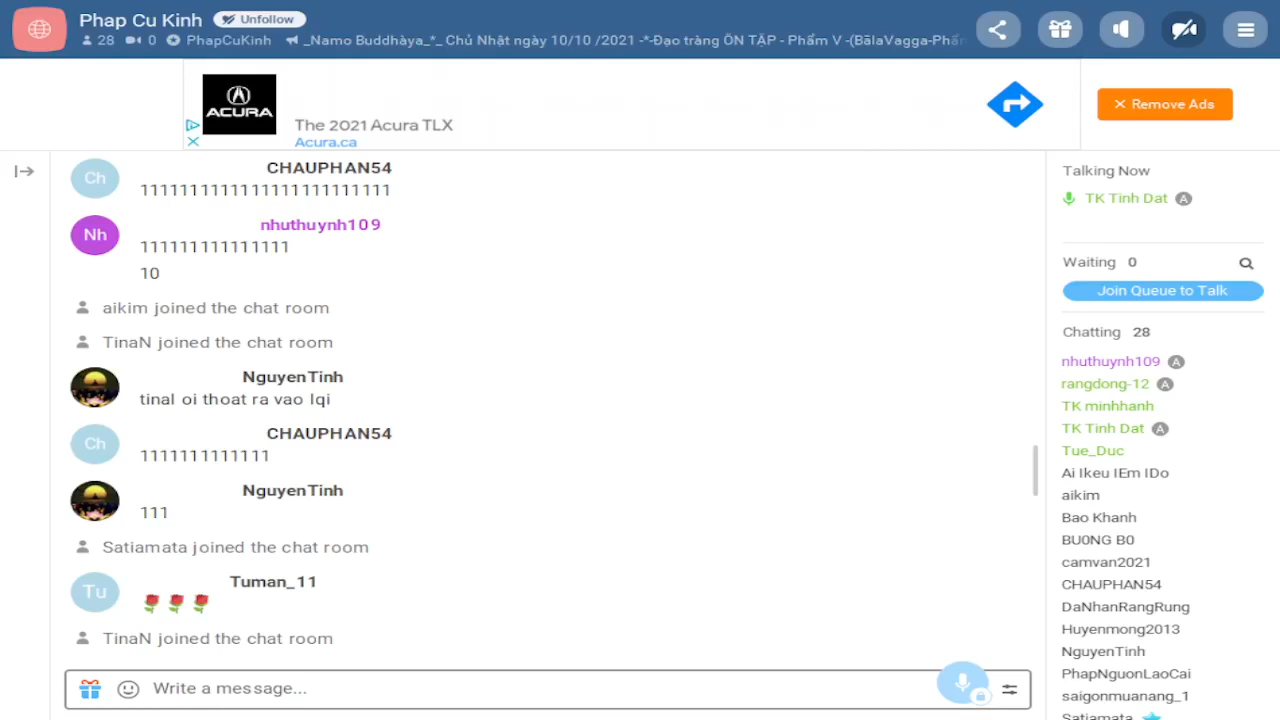 Phap Cu Kinh Unfollow
28 0 PhapCuKinh _Namo Buddhàya_*_ Chủ Nhật ngày 10/10 /2021 -*-Đạo tràng ÔN TẬP - Phẩm V -(BālaVagga-Phẩ
ACURA
The 2021 Acura TLX
Acura.ca
Remove Ads
Ch
CHAUPHAN54
1111111111111111111111111
Nh
nhuthuynh109
111111111111111
10
aikim joined the chat room
TinaN joined the chat room
NguyenTinh
tinal oi thoat ra vao lqi
Ch
CHAUPHAN54
1111111111111
NguyenTinh
111
Satiamata joined the chat room
Tu
Tuman_11
🌹🌹🌹
TinaN joined the chat room
Write a message...
Talking Now
TK Tinh Dat A
Waiting 0
Join Queue to Talk
Chatting 28
nhuthuynh109 A
rangdong-12 A
TK minhhanh
TK Tinh Dat A
Tue_Duc
Ai Ikeu IEm IDo
aikim
Bao Khanh
BU0NG B0
camvan2021
CHAUPHAN54
DaNhanRangRung
Huyenmong2013
NguyenTinh
PhapNguonLaoCai
saigonmuanang_1
Satiamata